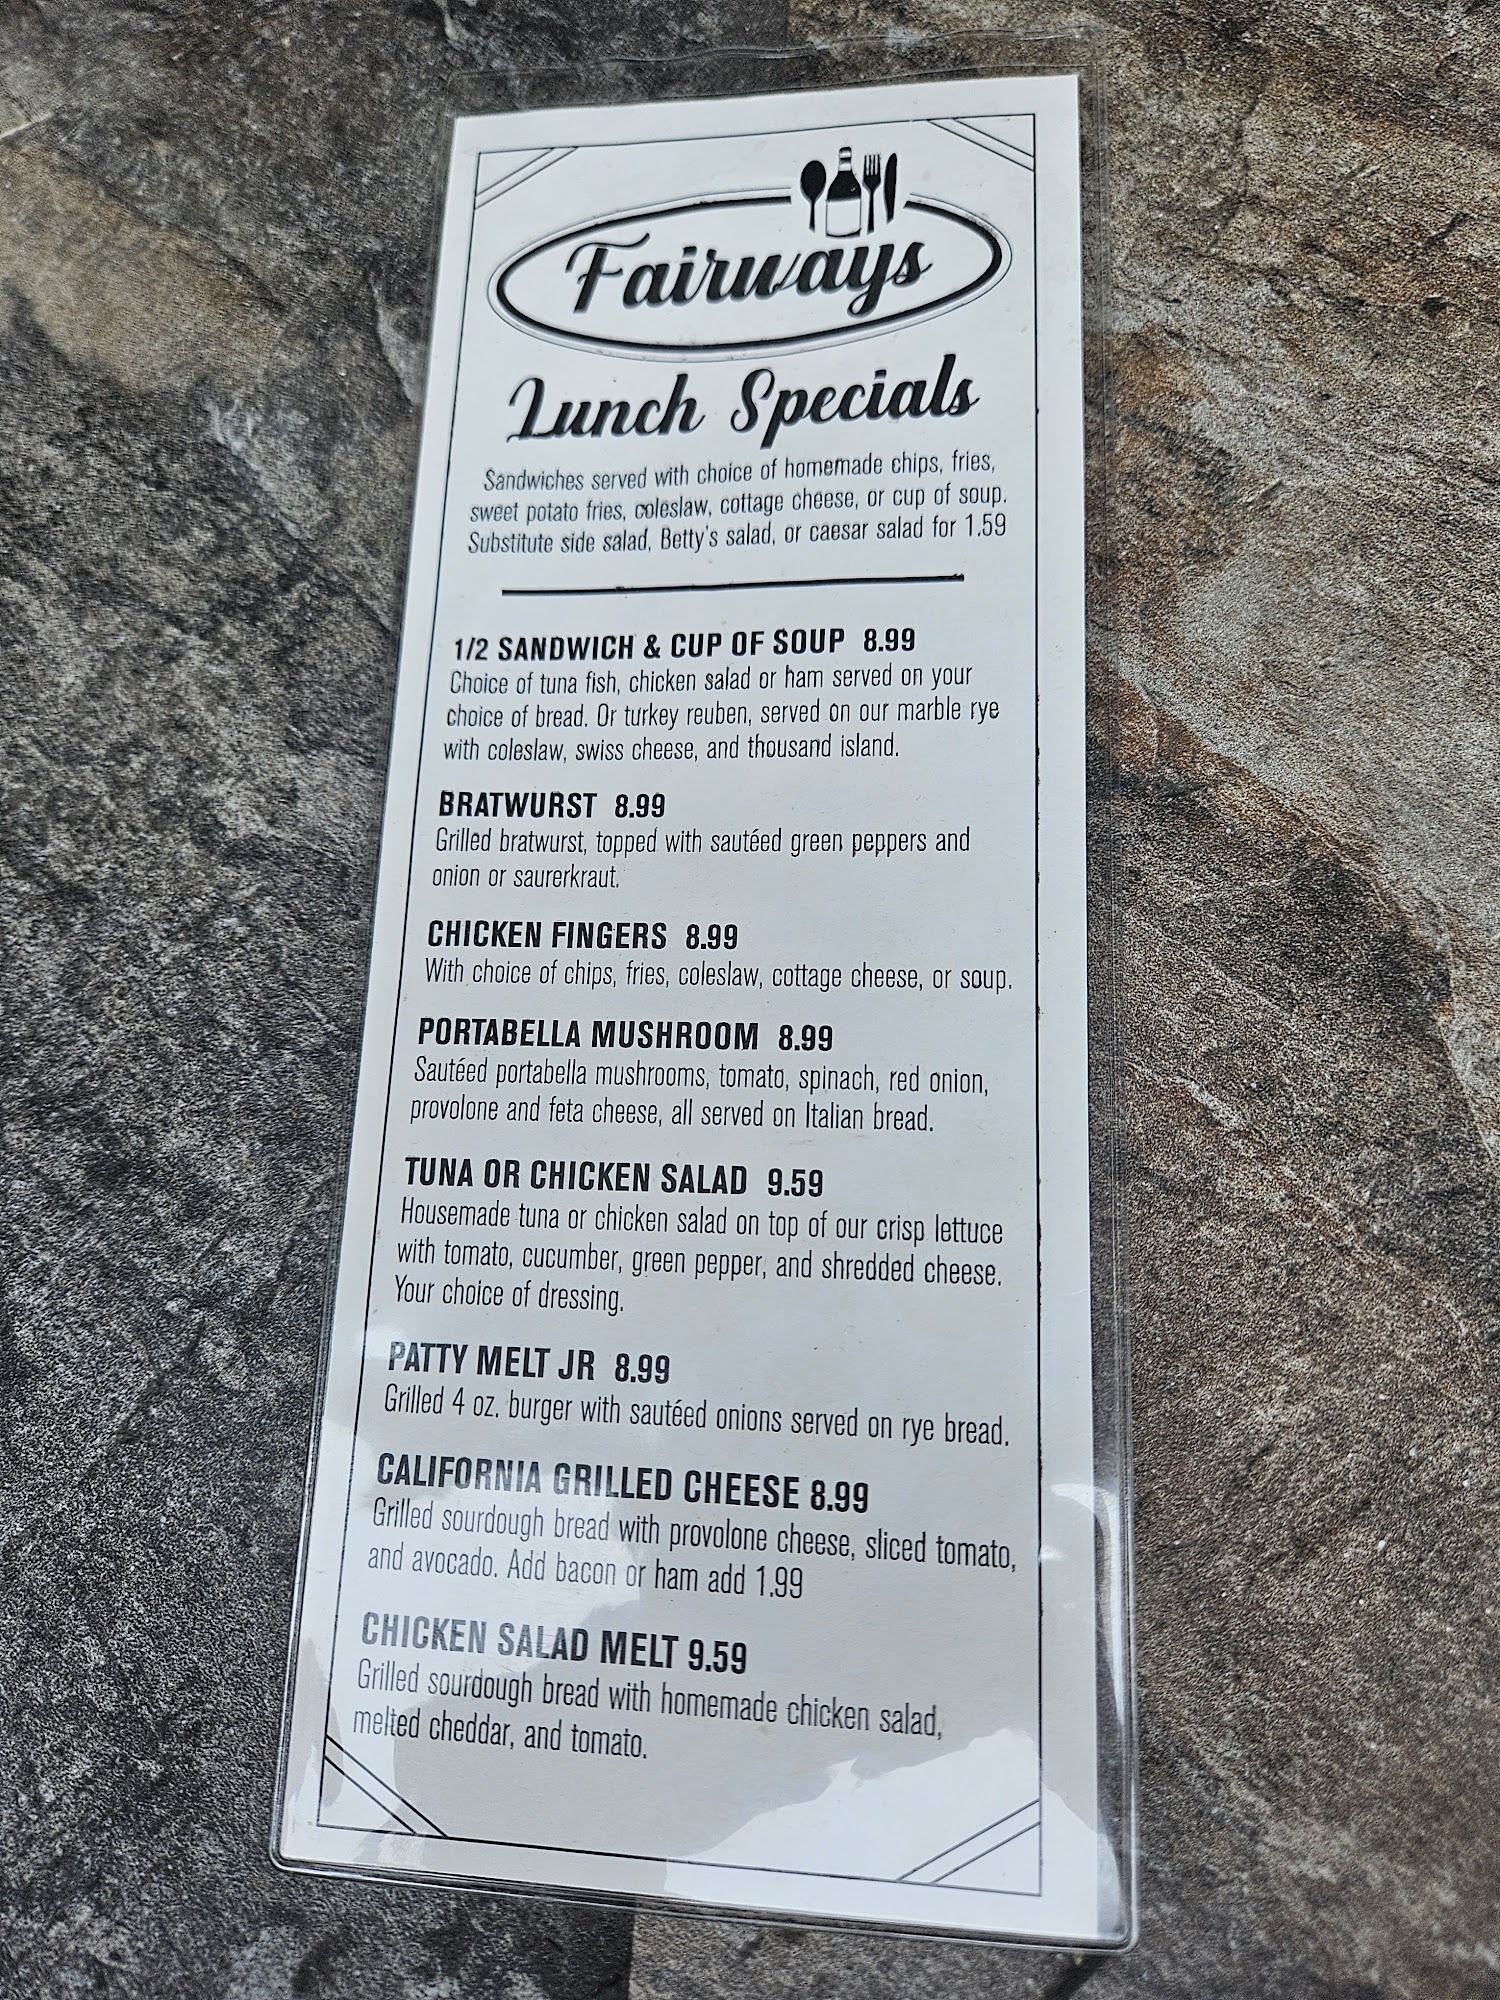 Fairways
Lunch Specials
Sandwiches served with choice of homemade chips, fries,
sweet potato fries, coleslaw, cottage cheese, or cup of soup.
Substitute side salad, Betty's salad, or caesar salad for 1.59
1/2 SANDWICH & CUP OF SOUP 8.99
Choice of tuna fish, chicken salad or ham served on your
choice of bread. Or turkey reuben, served on our marble rye
with coleslaw, swiss cheese, and thousand island.
BRATWURST 8.99
Grilled bratwurst, topped with sautéed green peppers and
onion or saurerkraut.
CHICKEN FINGERS 8.99
With choice of chips, fries, coleslaw, cottage cheese, or soup.
PORTABELLA MUSHROOM 8.99
Sautéed portabella mushrooms, tomato, spinach, red onion,
provolone and feta cheese, all served on Italian bread.
TUNA OR CHICKEN SALAD 9.59
Housemade tuna or chicken salad on top of our crisp lettuce
with tomato, cucumber, green pepper, and shredded cheese.
Your choice of dressing.
PATTY MELT JR 8.99
Grilled 4 oz. burger with sautéed onions served on rye bread.
CALIFORNIA GRILLED CHEESE 8.99
Grilled sourdough bread with provolone cheese, sliced tomato,
and avocado. Add bacon or ham add 1.99
CHICKEN SALAD MELT 9.59
Grilled sourdough bread with homemade chicken salad,
melted cheddar, and tomato.